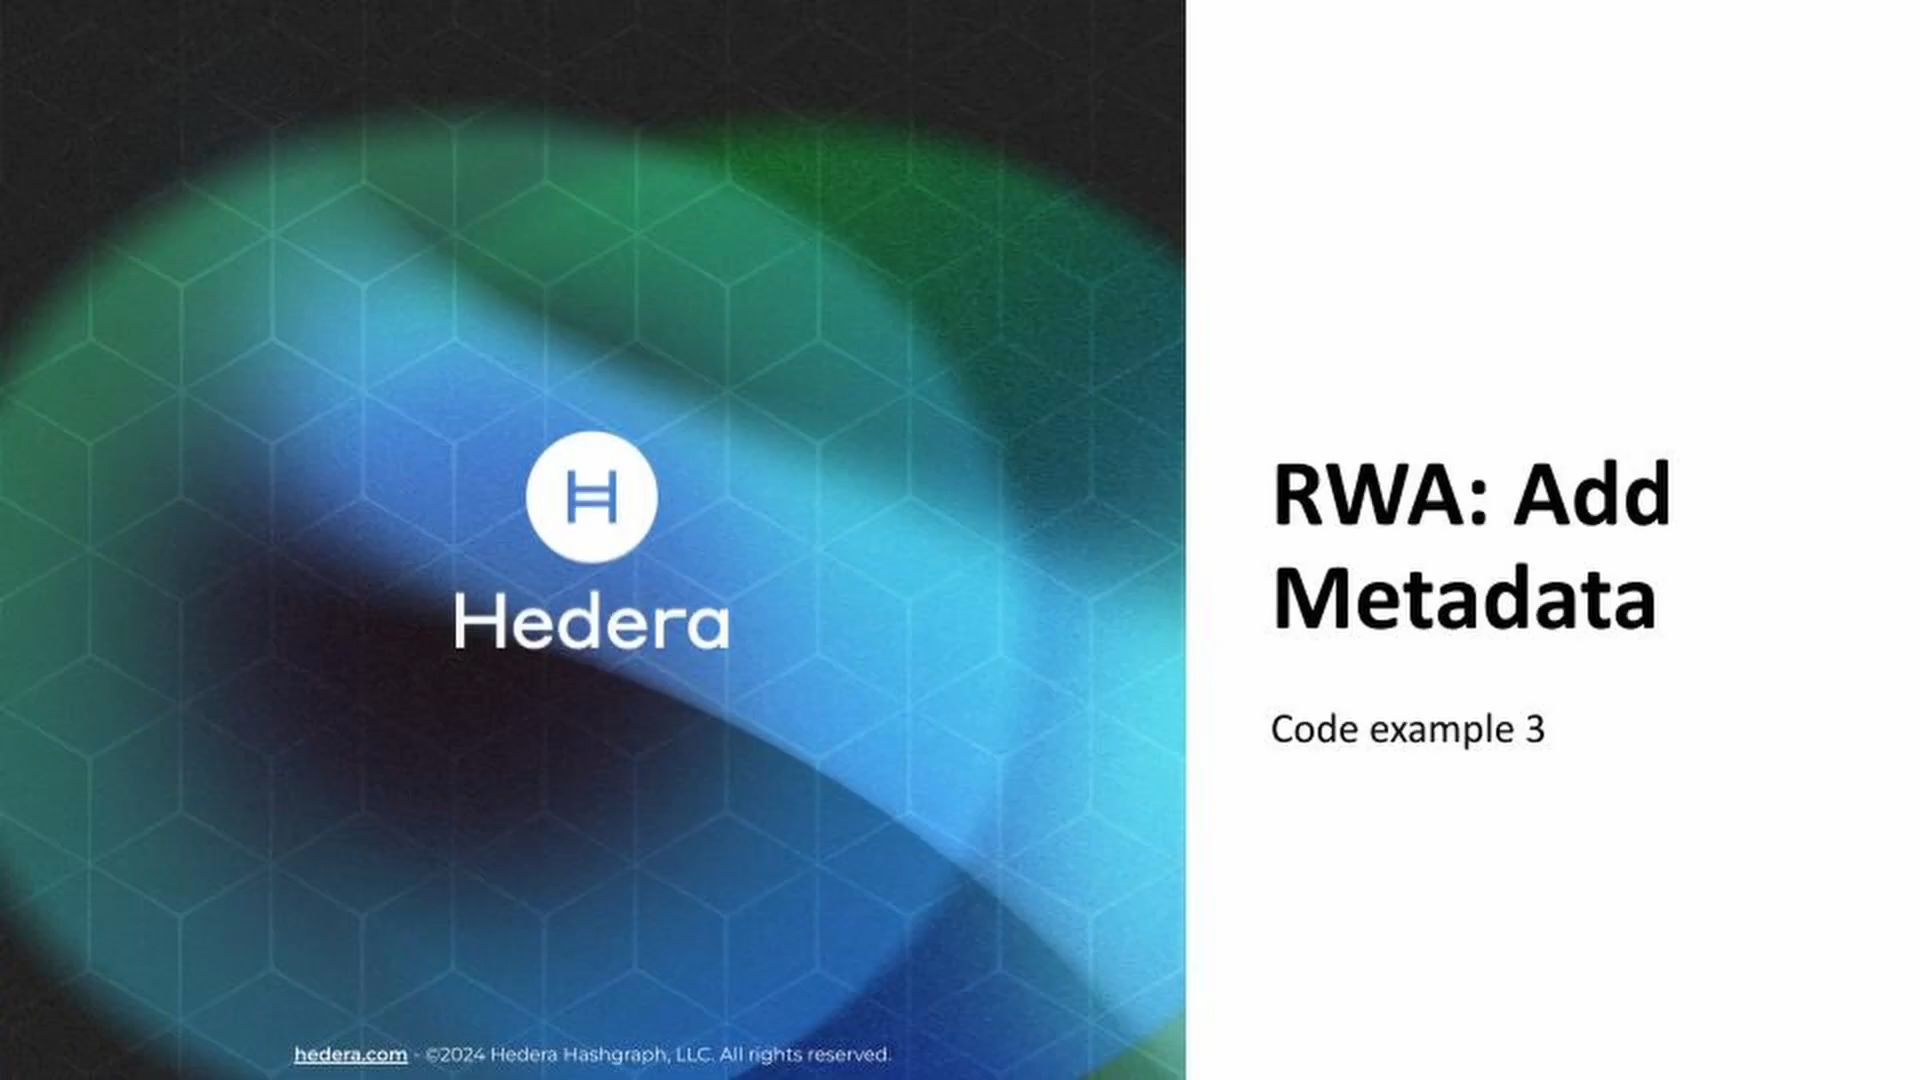 Hedera
hedera.com - ©2024 Hedera Hashgraph, LLC. All rights reserved.
RWA: Add
Metadata
Code example 3